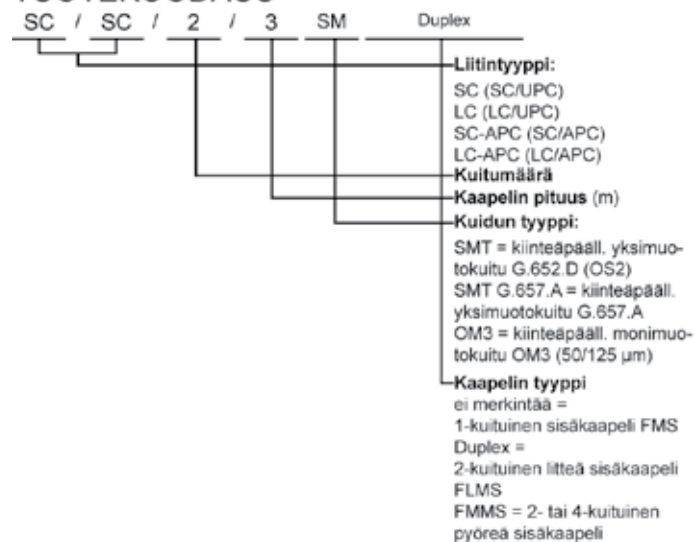 SC / SC / 2 / 3 SM Duplex
Liitintyyppi:
SC (SC/UPC)
LC (LC/UPC)
SC-APC (SC/APC)
LC-APC (LC/APC)
Kuitumäärä
Kaapelin pituus (m)
Kuidun tyyppi:
SMT = kiinteäpääll. yksimuo-
tokuitu G.652.D (OS2)
SMT G.657.A = kiinteäpääll.
yksimuotokuitu G.657.A
OM3 = kiinteäpääll. monimuo-
tokuitu OM3 (50/125 µm)
Kaapelin tyyppi
ei merkintää =
1-kuituinen sisäkaapeli FMS
Duplex =
2-kuituinen litteä sisäkaapeli
FLMS
FMMS = 2- tai 4-kuituinen
pyöreä sisäkaapeli